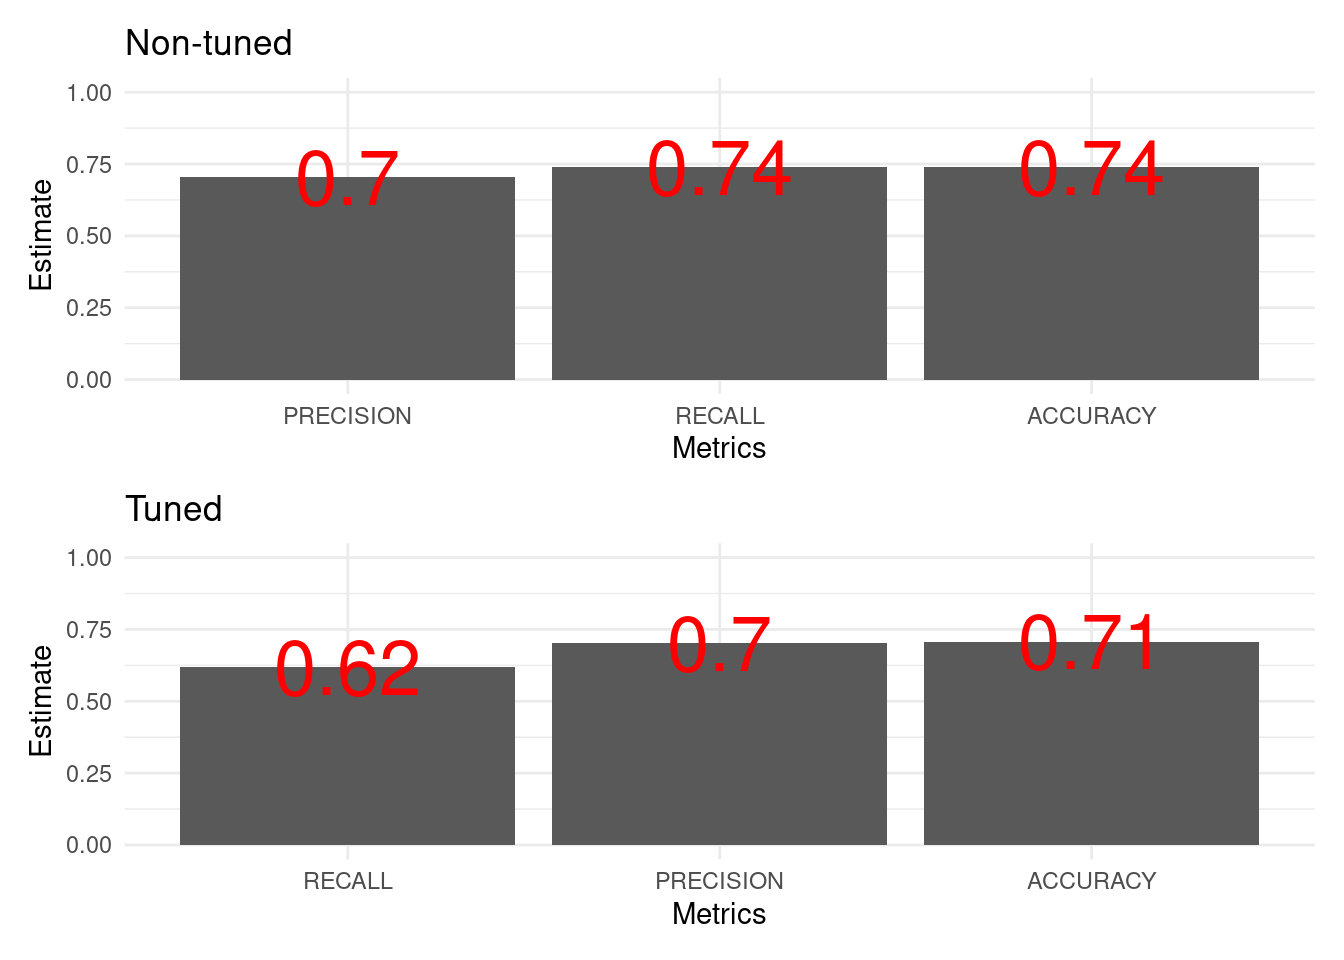 Non-tuned
Estimate
1.00
0.75
0.50
0.25
0.00
0.7
0.74
0.74
PRECISION
RECALL
ACCURACY
Metrics
Tuned
Estimate
1.00
0.75
0.50
0.25
0.00
0.62
0.7
0.71
RECALL
PRECISION
ACCURACY
Metrics